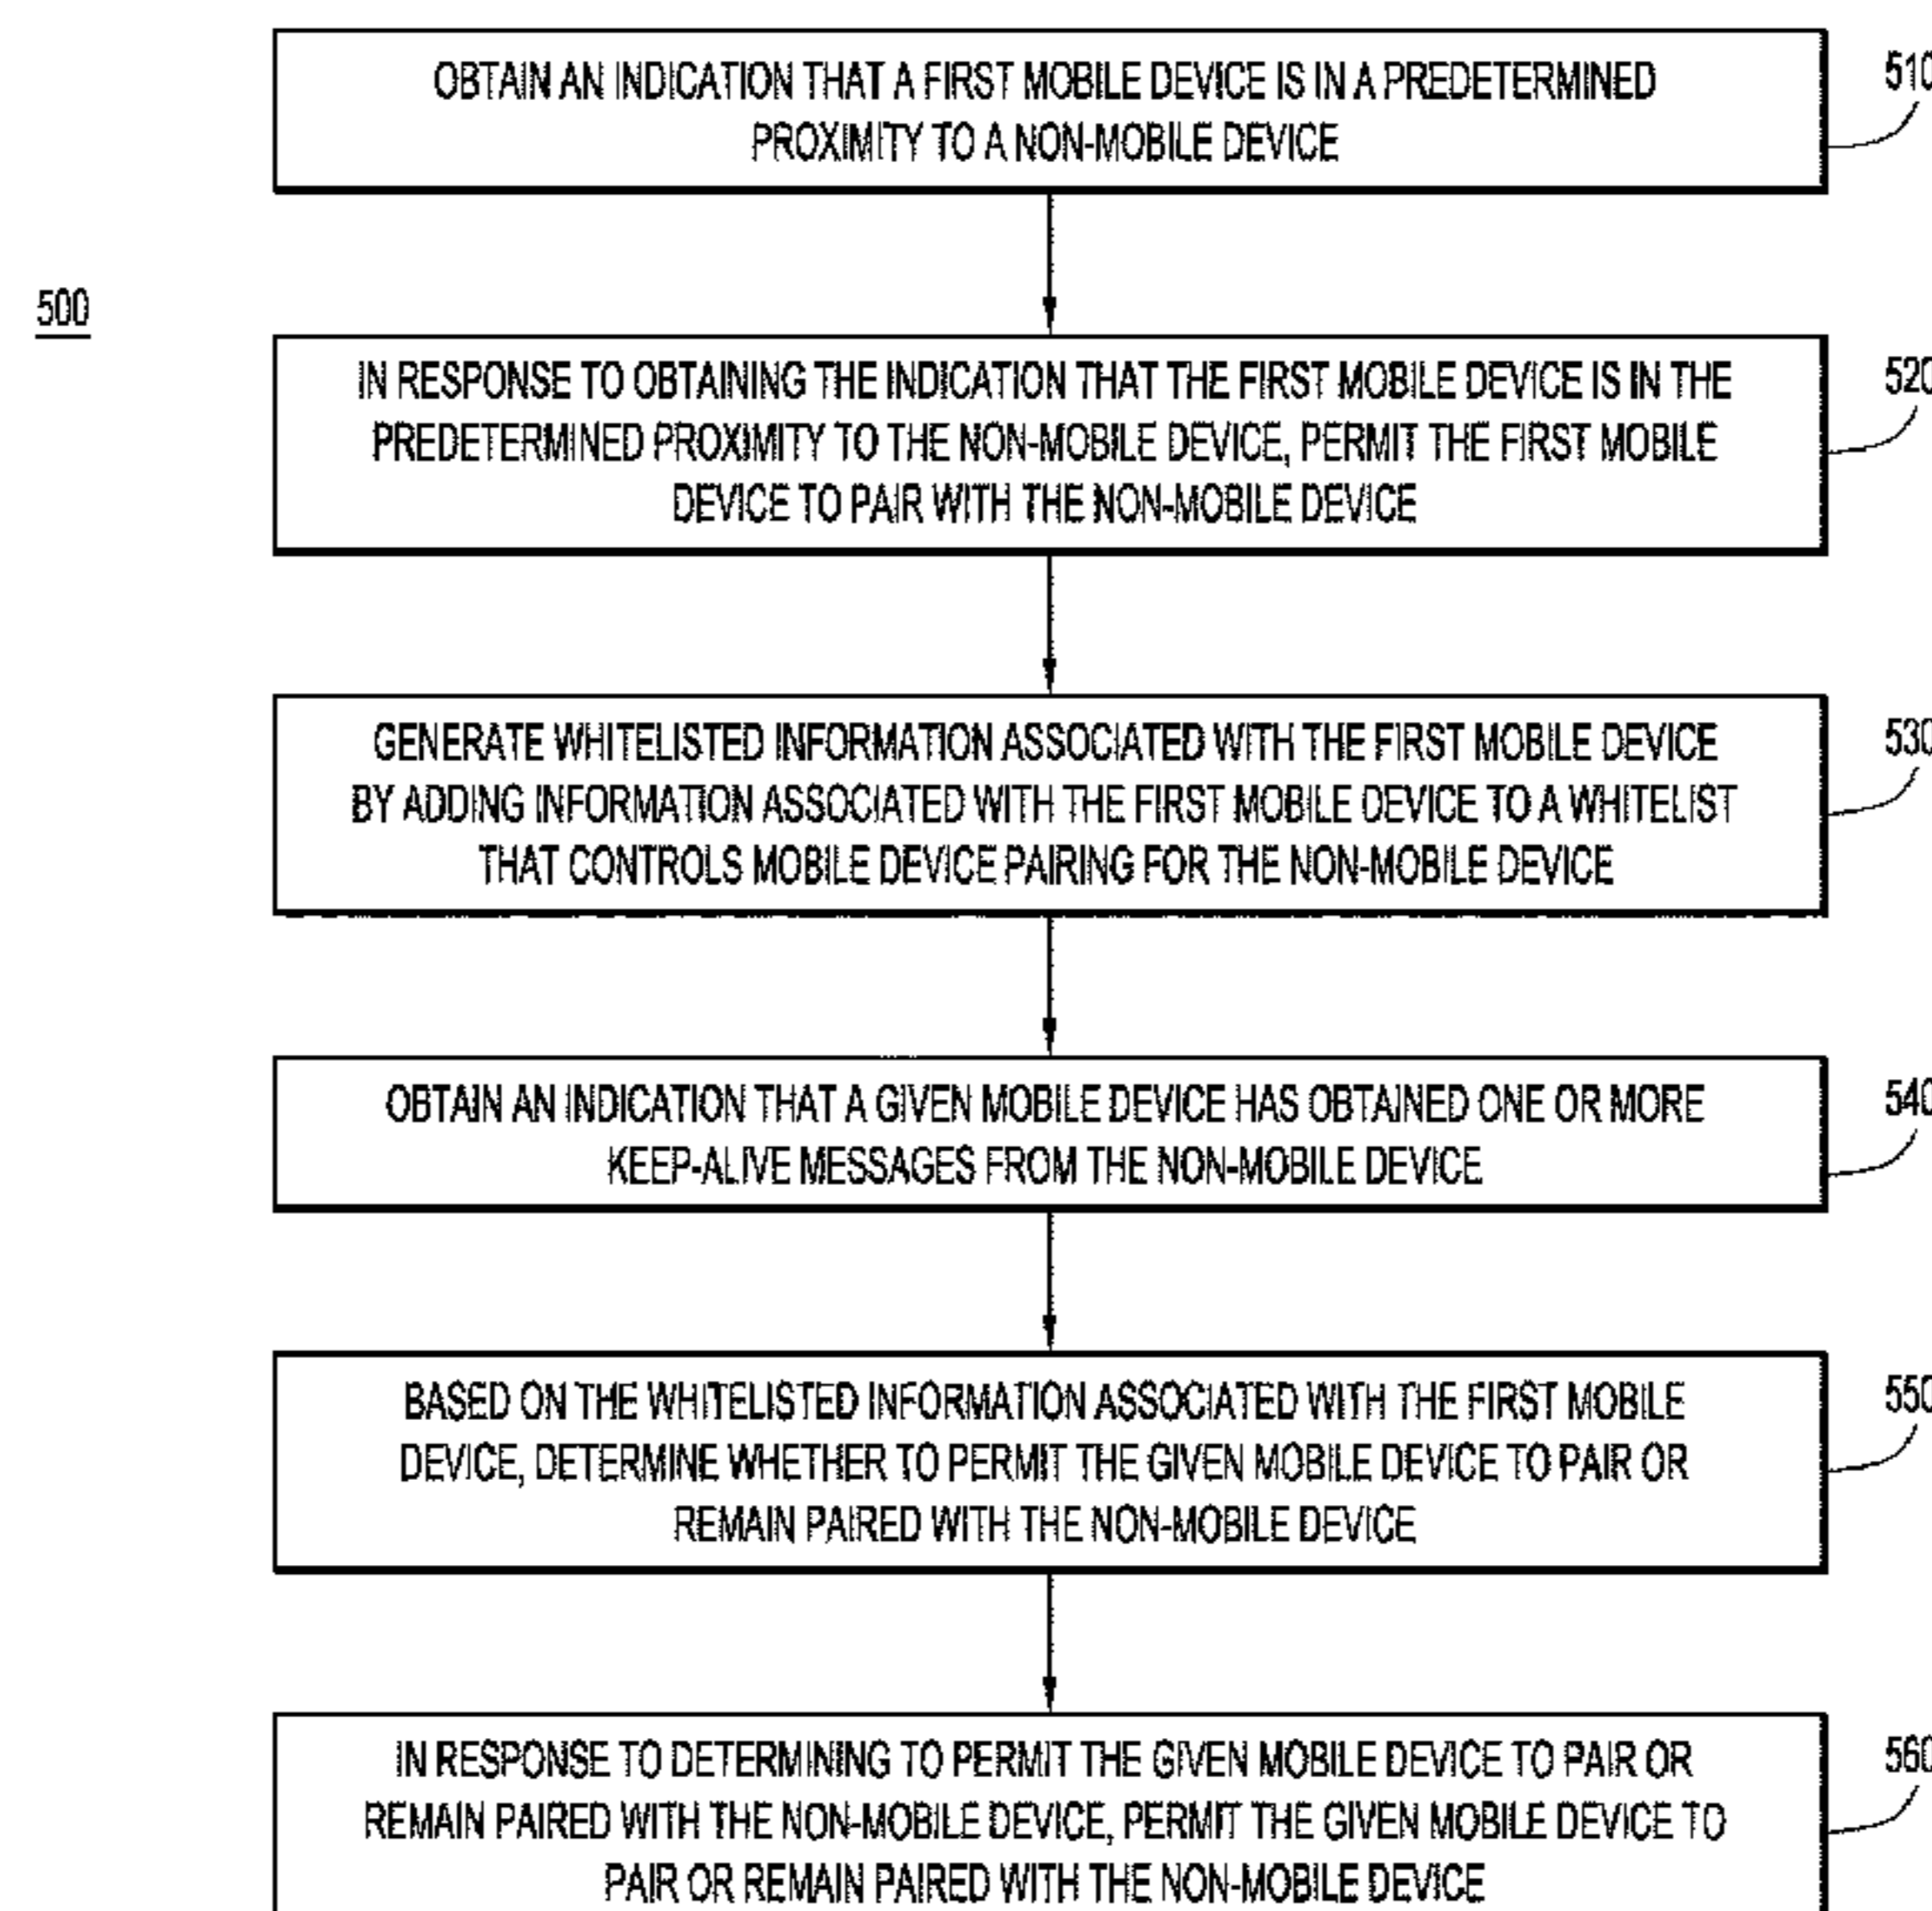 OBTAIN AN INDICATION THAT A FIRST MOBILE DEVICE IS IN A PREDETERMINED
PROXIMITY TO A NON-MOBILE DEVICE
510
500
IN RESPONSE TO OBTAINING THE INDICATION THAT THE FIRST MOBILE DEVICE IS IN THE
PREDETERMINED PROXIMITY TO THE NON-MOBILE DEVICE, PERMIT THE FIRST MOBILE
DEVICE TO PAIR WITH THE NON-MOBILE DEVICE
520
GENERATE WHITELISTED INFORMATION ASSOCIATED WITH THE FIRST MOBILE DEVICE
BY ADDING INFORMATION ASSOCIATED WITH THE FIRST MOBILE DEVICE TO A WHITELIST
THAT CONTROLS MOBILE DEVICE PAIRING FOR THE NON-MOBILE DEVICE
530
OBTAIN AN INDICATION THAT A GIVEN MOBILE DEVICE HAS OBTAINED ONE OR MORE
KEEP-ALIVE MESSAGES FROM THE NON-MOBILE DEVICE
540
BASED ON THE WHITELISTED INFORMATION ASSOCIATED WITH THE FIRST MOBILE
DEVICE, DETERMINE WHETHER TO PERMIT THE GIVEN MOBILE DEVICE TO PAIR OR
REMAIN PAIRED WITH THE NON-MOBILE DEVICE
550
IN RESPONSE TO DETERMINING TO PERMIT THE GIVEN MOBILE DEVICE TO PAIR OR
REMAIN PAIRED WITH THE NON-MOBILE DEVICE, PERMIT THE GIVEN MOBILE DEVICE TO
PAIR OR REMAIN PAIRED WITH THE NON-MOBILE DEVICE
560